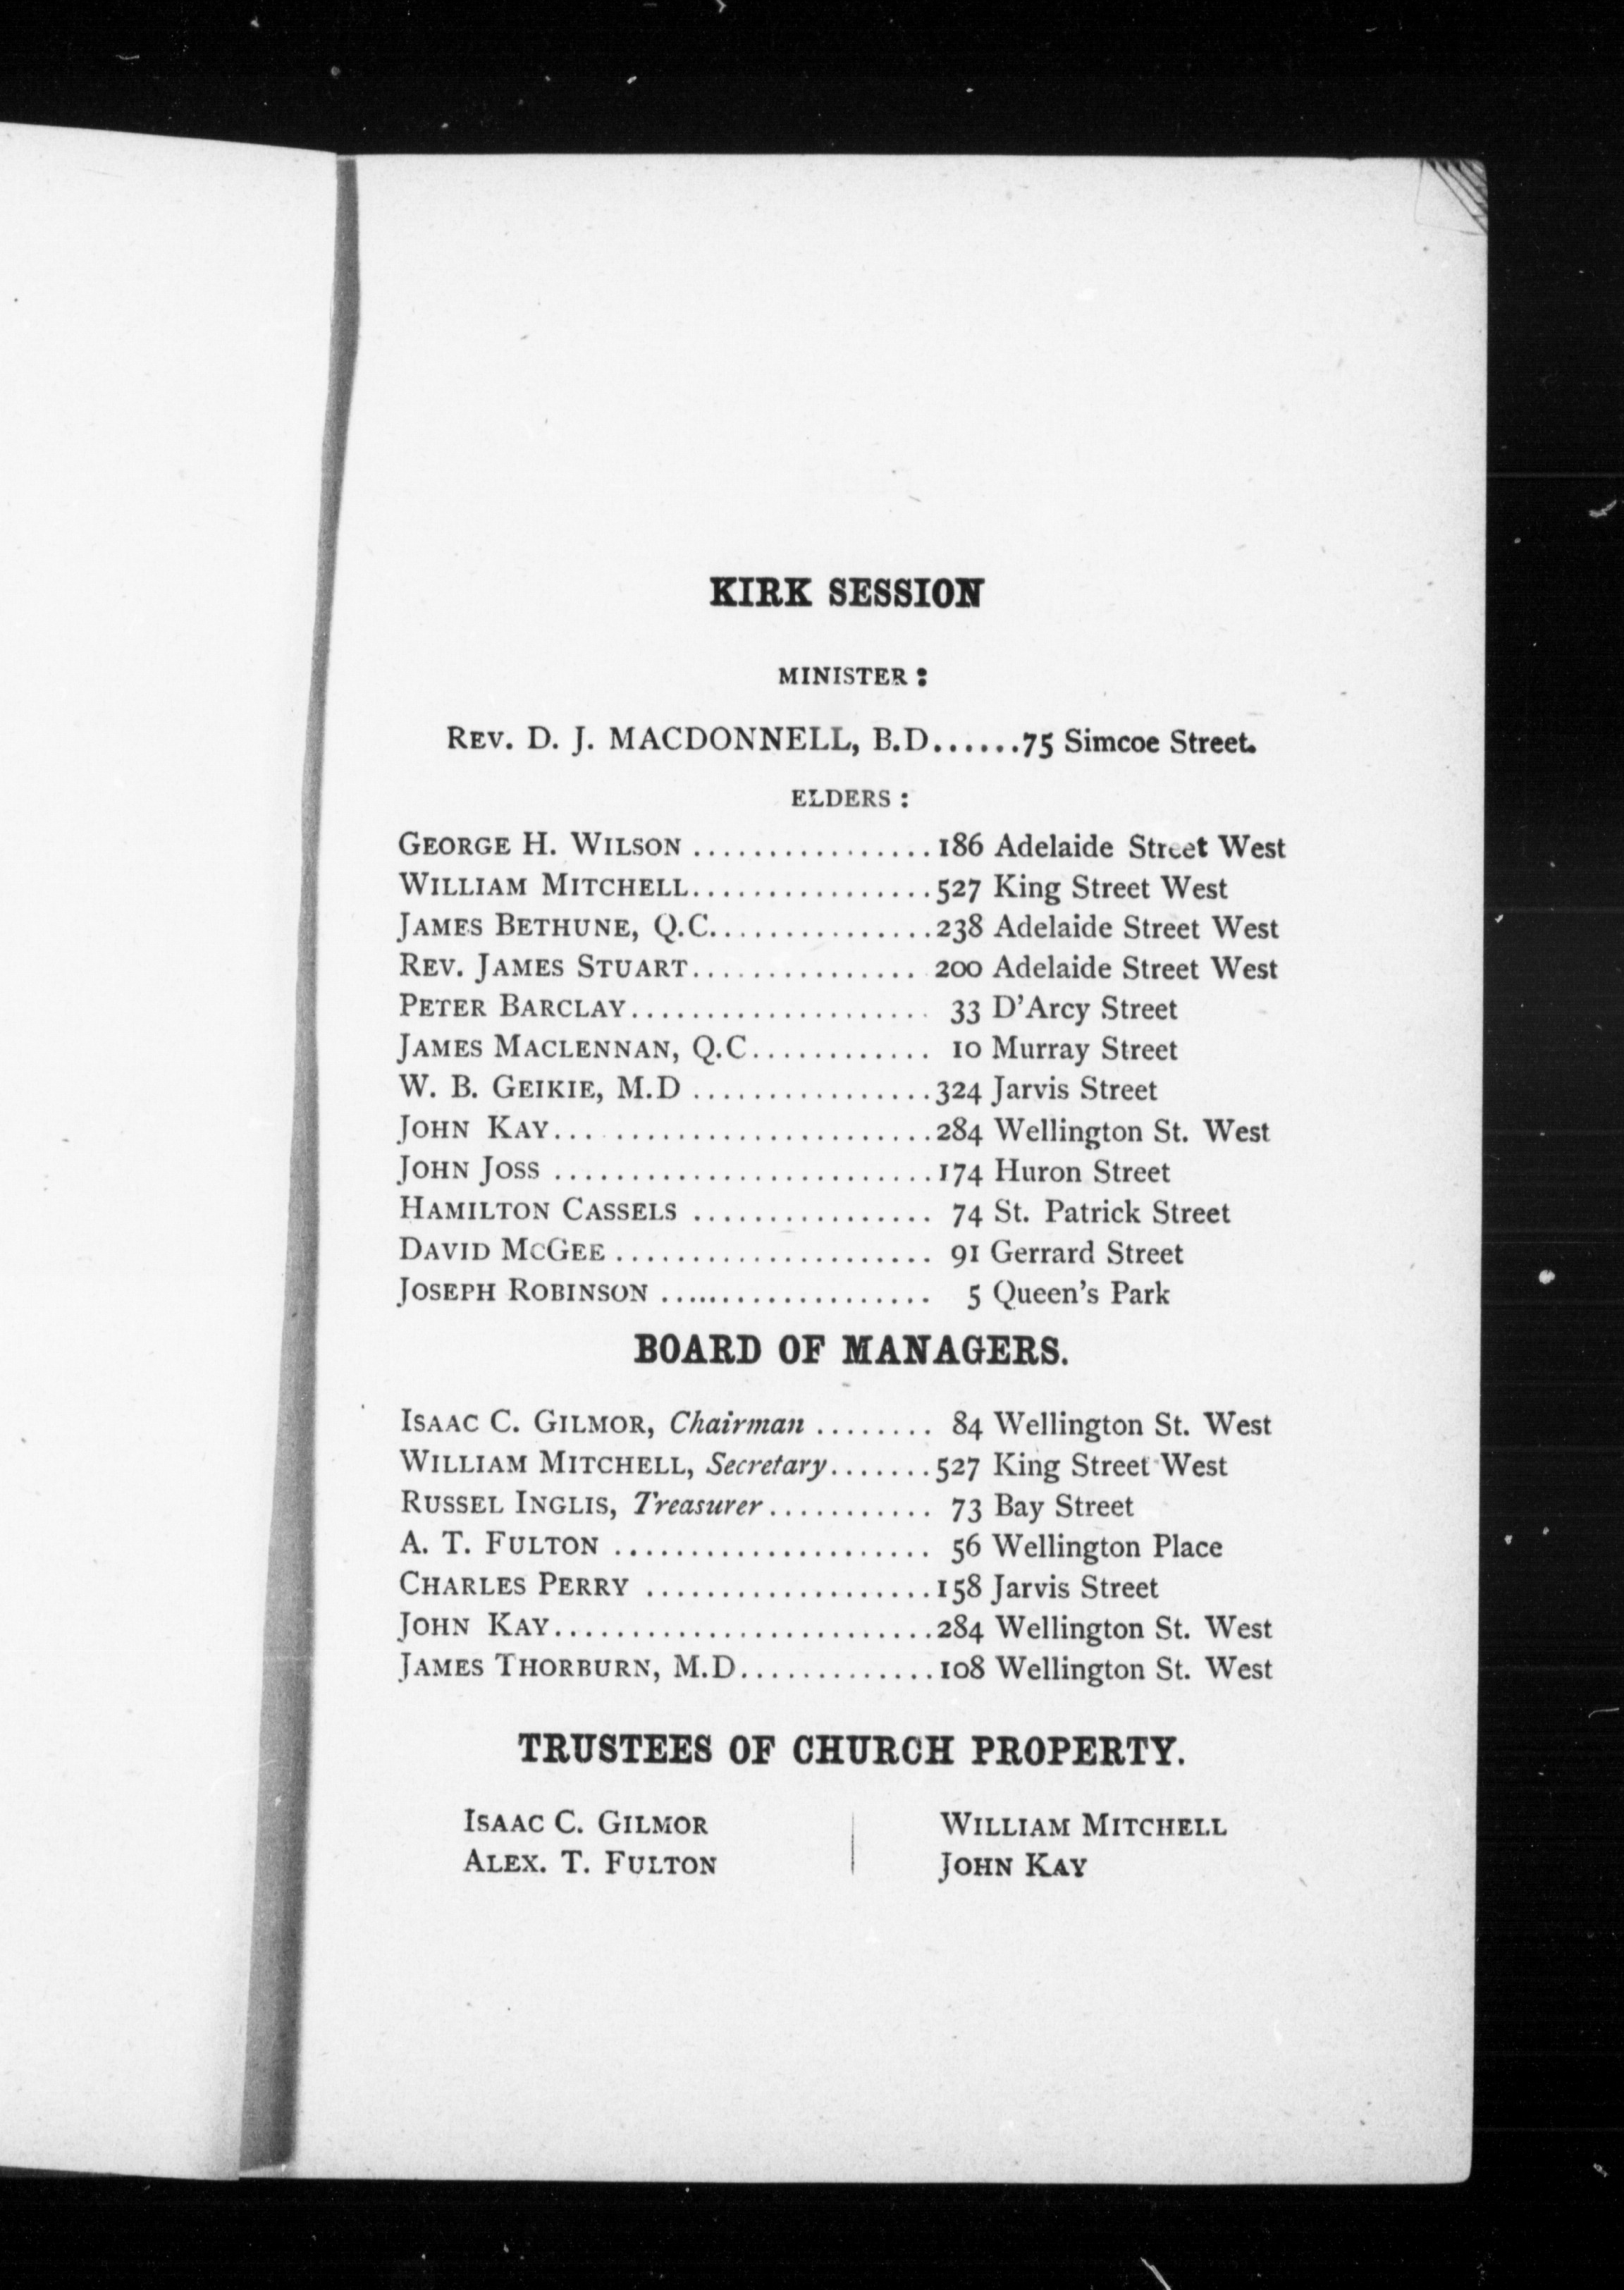 KIRK SESSION
MINISTER :
REV. D. J. MACDONNELL, B.D......75 Simcoe Street.
ELDERS :
GEORGE H. WILSON ................186 Adelaide Street West
WILLIAM MITCHELL................527 King Street West
JAMES BETHUNE, Q.C...............238 Adelaide Street West
REV. JAMES STUART............... 200 Adelaide Street West
PETER BARCLAY.................... 33 D'Arcy Street
JAMES MACLENNAN, Q.C............ 10 Murray Street
W. B. GEIKIE, M.D ................324 Jarvis Street
JOHN KAY... .....................284 Wellington St. West
JOHN JOSS .........................174 Huron Street
HAMILTON CASSELS ................ 74 St. Patrick Street
DAVID MCGEE ..................... 91 Gerrard Street
JOSEPH ROBINSON ................... 5 Queen's Park
BOARD OF MANAGERS.
ISAAC C. GILMOR, Chairman ........ 84 Wellington St. West
WILLIAM MITCHELL, Secretary.......527 King Street West
RUSSEL INGLIS, Treasurer........... 73 Bay Street
A. T. FULTON ..................... 56 Wellington Place
CHARLES PERRY ...................158 Jarvis Street
JOHN KAY.........................284 Wellington St. West
JAMES THORBURN, M.D.............108 Wellington St. West
TRUSTEES OF CHURCH PROPERTY.
ISAAC C. GILMOR
ALEX. T. FULTON
WILLIAM MITCHELL
JOHN KAY